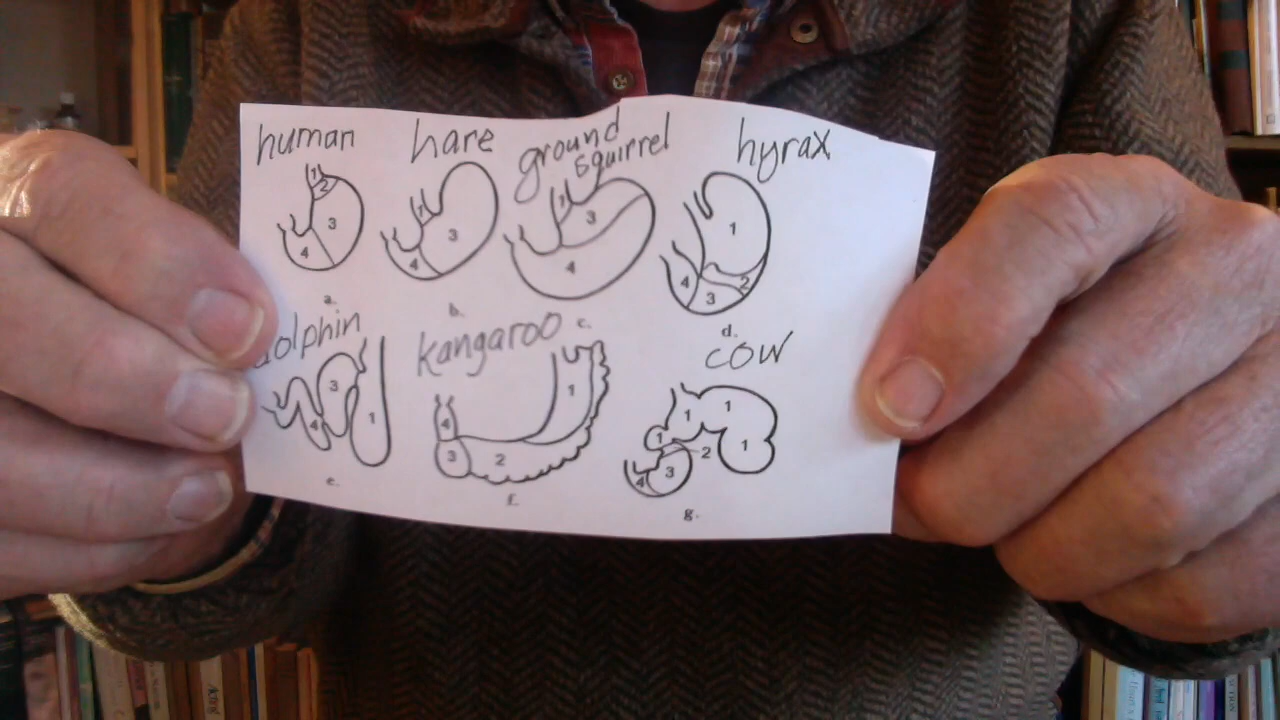 human hare ground squirrel hyrax
1 2 3 4
1 3 4
1 3 4
1 2 3 4
a. b. c. d.
dolphin kangaroo cow
1 3 4
1 2 3 4
1 1 1 1 2 3 4
e. f. g.